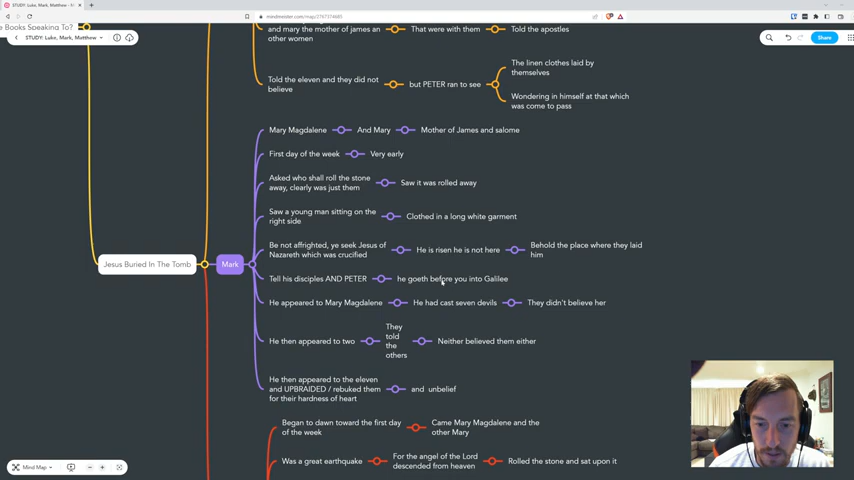 STUDY: Luke, Mark, Matthew
mindmeister.com/map/2747374680
e Books Speaking To?
STUDY: Luke, Mark, Matthew
Share
and mary the mother of james an
other women
That were with them
Told the apostles
Told the eleven and they did not
believe
but PETER ran to see
The linen clothes laid by
themselves
Wondering in himself at that which
was come to pass
Mary Magdalene
And Mary
Mother of James and salome
First day of the week
Very early
Asked who shall roll the stone
away, clearly was just them
Saw it was rolled away
Saw a young man sitting on the
right side
Clothed in a long white garment
Be not affrighted, ye seek Jesus of
Nazareth which was crucified
He is risen he is not here
Behold the place where they laid
him
Jesus Buried In The Tomb
Mark
Tell his disciples AND PETER
he goeth before you into Galilee
He appeared to Mary Magdalene
He had cast seven devils
They didn't believe her
He then appeared to two
They
told
the
others
Neither believed them either
He then appeared to the eleven
and UPBRAIDED / rebuked them
for their hardness of heart
and unbelief
Began to dawn toward the first day
of the week
Came Mary Magdalene and the
other Mary
Was a great earthquake
For the angel of the Lord
descended from heaven
Rolled the stone and sat upon it
Mind Map